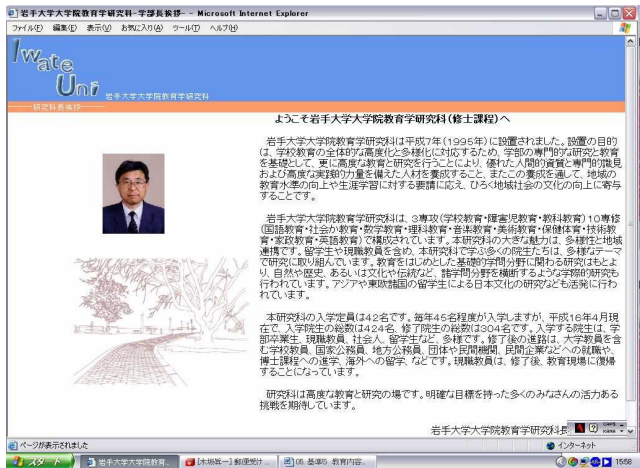 岩手大学大学院教育学研究科-学部長挨拶- - Microsoft Internet Explorer
ファイル(F) 編集(E) 表示(V) お気に入り(A) ツール(T) ヘルプ(H)
Iwate
Uni 岩手大学大学院教育学研究科
研究科長挨拶
ようこそ岩手大学大学院教育学研究科(修士課程)へ
岩手大学大学院教育学研究科は平成7年(1995年)に設置されました。設置の目的
は、学校教育の全体的な高度化と多様化に対応するため、学部の専門的な研究と教育
を基礎として、更に高度な教育と研究を行うことにより、優れた人間的資質と専門的識見
および高度な実践的力量を備えた人材を養成すること、またこの養成を通して、地域の
教育水準の向上や生涯学習に対する要請に応え、ひろく地域社会の文化の向上に寄与
することです。
岩手大学大学院教育学研究科は、3専攻(学校教育・障害児教育・教科教育)10専修
(国語教育・社会か教育・数学教育・理科教育・音楽教育・美術教育・保健体育・技術教
育・家政教育・英語教育)で構成されています。本研究科の大きな魅力は、多様性と地域
連携です。留学生や現職教員を含め、本研究科で学ぶ多くの院生たちは、多様なテーマ
で研究に取り組んでいます。教育をはじめとした基礎的学問分野に関わる研究はもとよ
り、自然や歴史、あるいは文化や伝統など、諸学問分野を横断するような学際的研究も
行われています。アジアや東欧諸国の留学生による日本文化の研究なども活発に行わ
れています。
本研究科の入学定員は42名です。毎年45名程度が入学しますが、平成16年4月現
在で、入学院生の総数は424名、修了院生の総数は304名です。入学する院生は、学
部卒業生、現職教員、社会人、留学生など、多様です。修了後の進路は、大学教員を含
む学校教員、国家公務員、地方公務員、団体や民間機関、民間企業などへの就職や、
博士課程への進学、海外への留学、などです。現職教員は、修了後、教育現場に復帰
することになっています。
研究科は高度な教育と研究の場です。明確な目標を持った多くのみなさんの活力ある
挑戦を期待しています。
岩手大学大学院教育学研究科長
A CAPS
KANA
ページが表示されました インターネット
スタート 岩手大学大学院教育... 郵便受け... 05 基準5 教育内容... 15:56